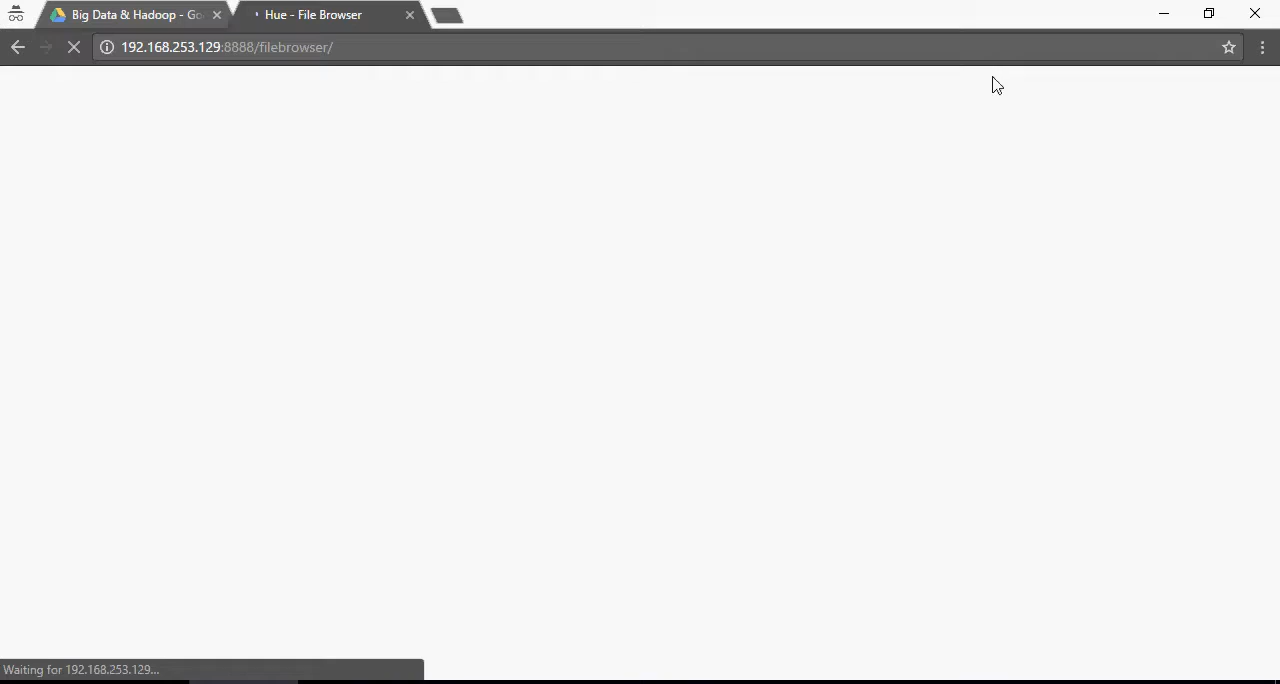 Big Data & Hadoop - Go
Hue - File Browser
192.168.253.129:8888/filebrowser/
Waiting for 192.168.253.129...